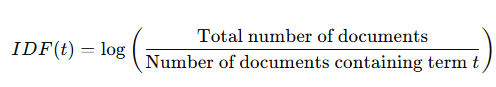 IDF(t) = log ( Total number of documents / Number of documents containing term t )